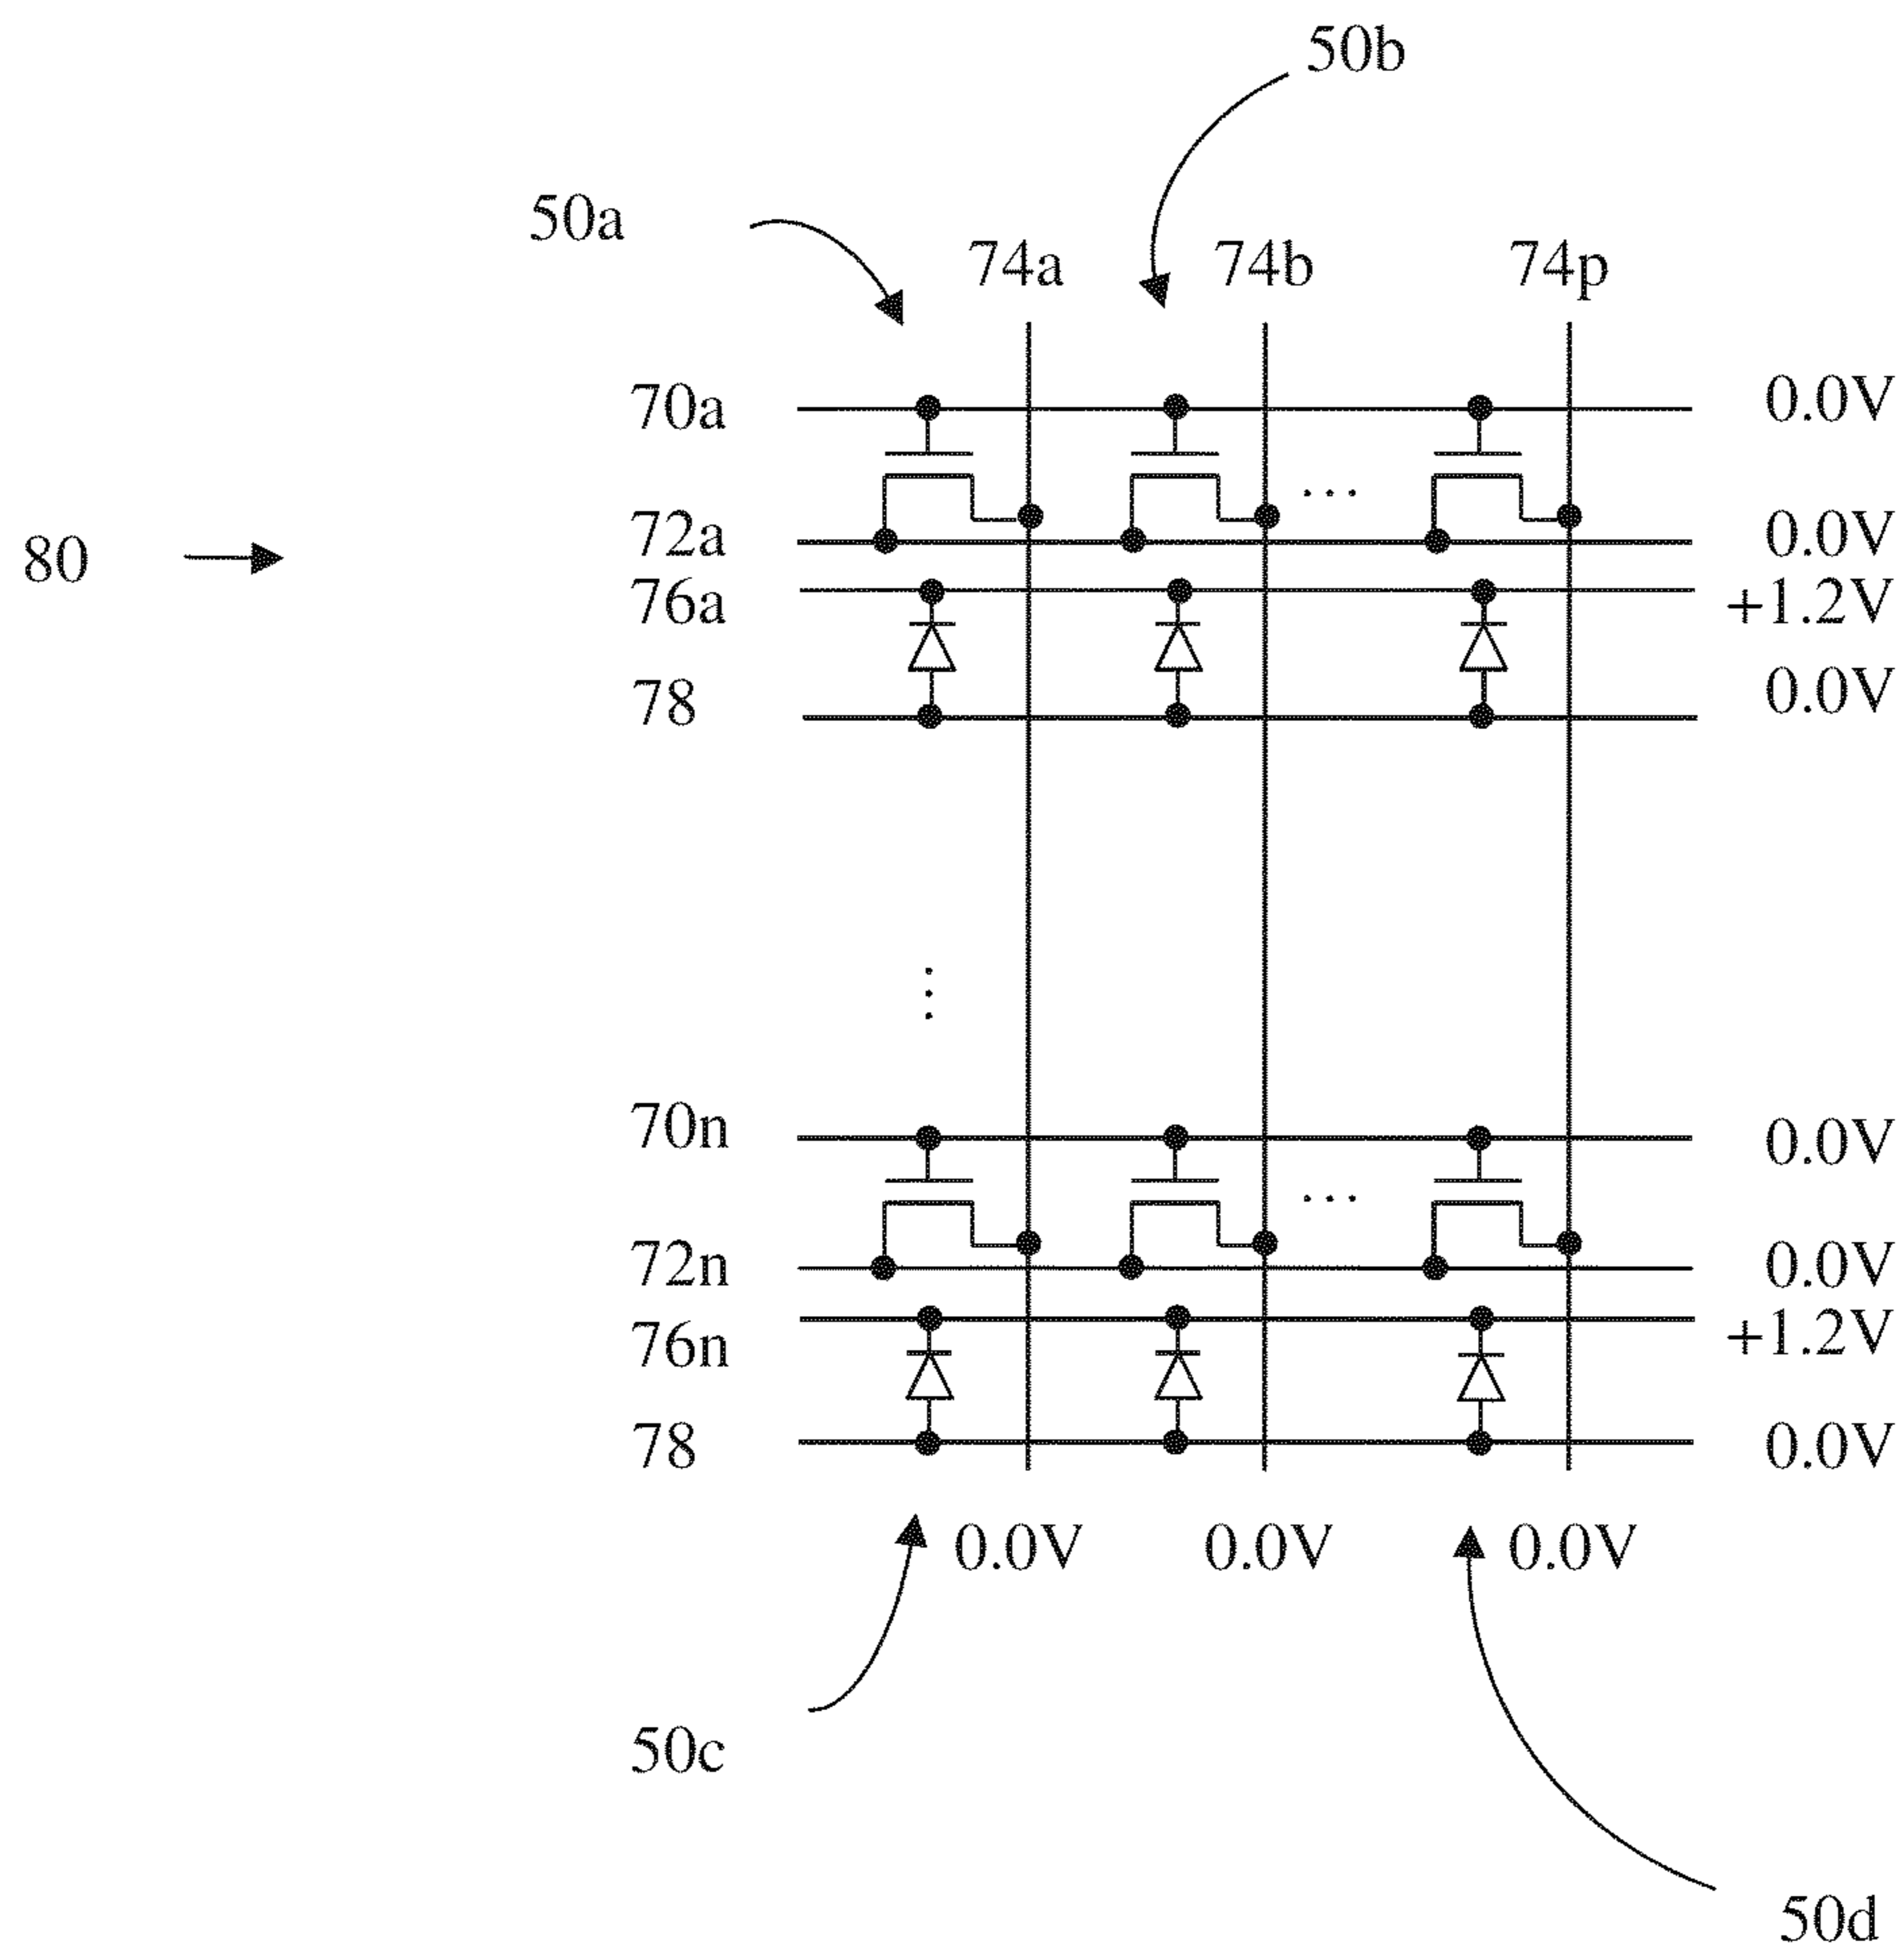 50b
50a
74a 74b 74p
70a 0.0V
...
72a 0.0V
80
76a +1.2V
78 0.0V
...
70n 0.0V
...
72n 0.0V
76n +1.2V
78 0.0V
0.0V 0.0V 0.0V
50c
50d